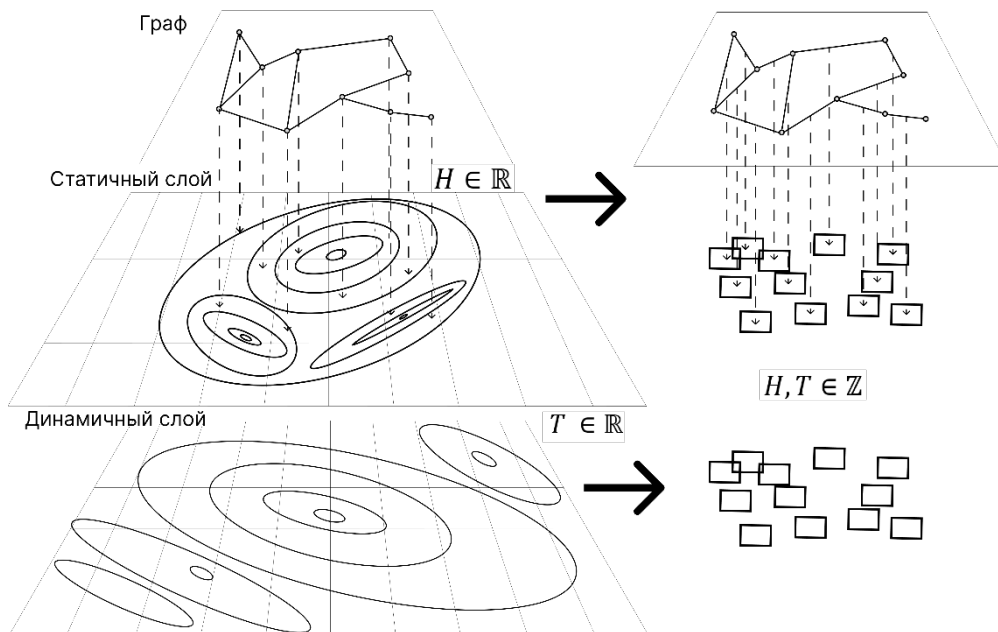 Граф
Статичный слой
H ∈ ℝ
H, T ∈ ℤ
Динамичный слой
T ∈ ℝ